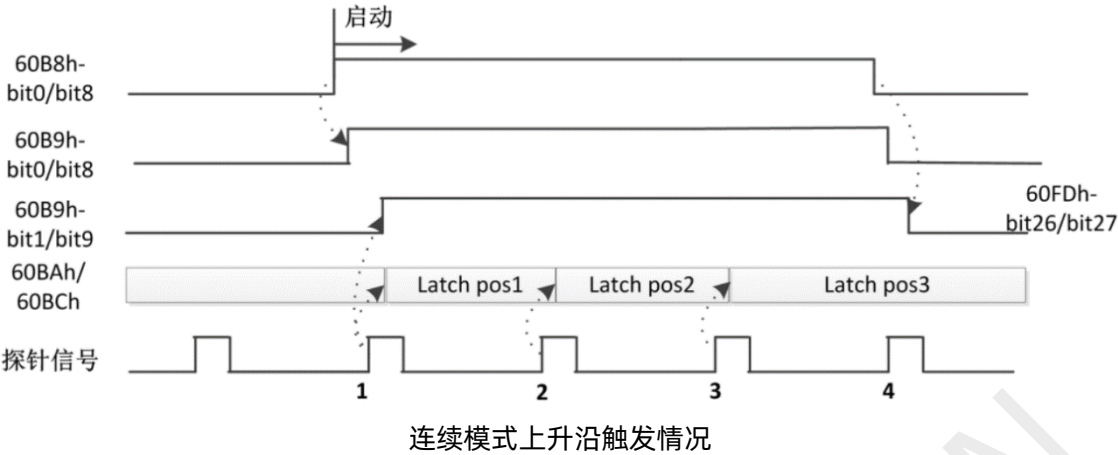 启动
60B8h-
bit0/bit8
60B9h-
bit0/bit8
60B9h-
bit1/bit9
60FDh-
bit26/bit27
60BAh/
60BCh
Latch pos1
Latch pos2
Latch pos3
探针信号
1
2
3
4
连续模式上升沿触发情况